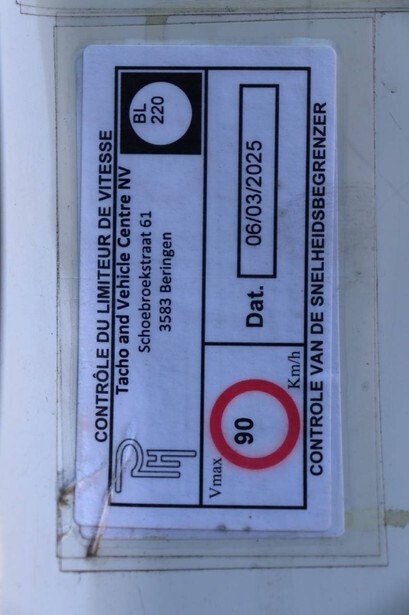 CONTRÔLE DU LIMITEUR DE VITESSE
Tacho and Vehicle Centre NV
Schoebroekstraat 61
3583 Beringen
BL
220
Vmax
90
Km/h
Dat.
06/03/2025
CONTROLE VAN DE SNELHEIDSBEGRENZER